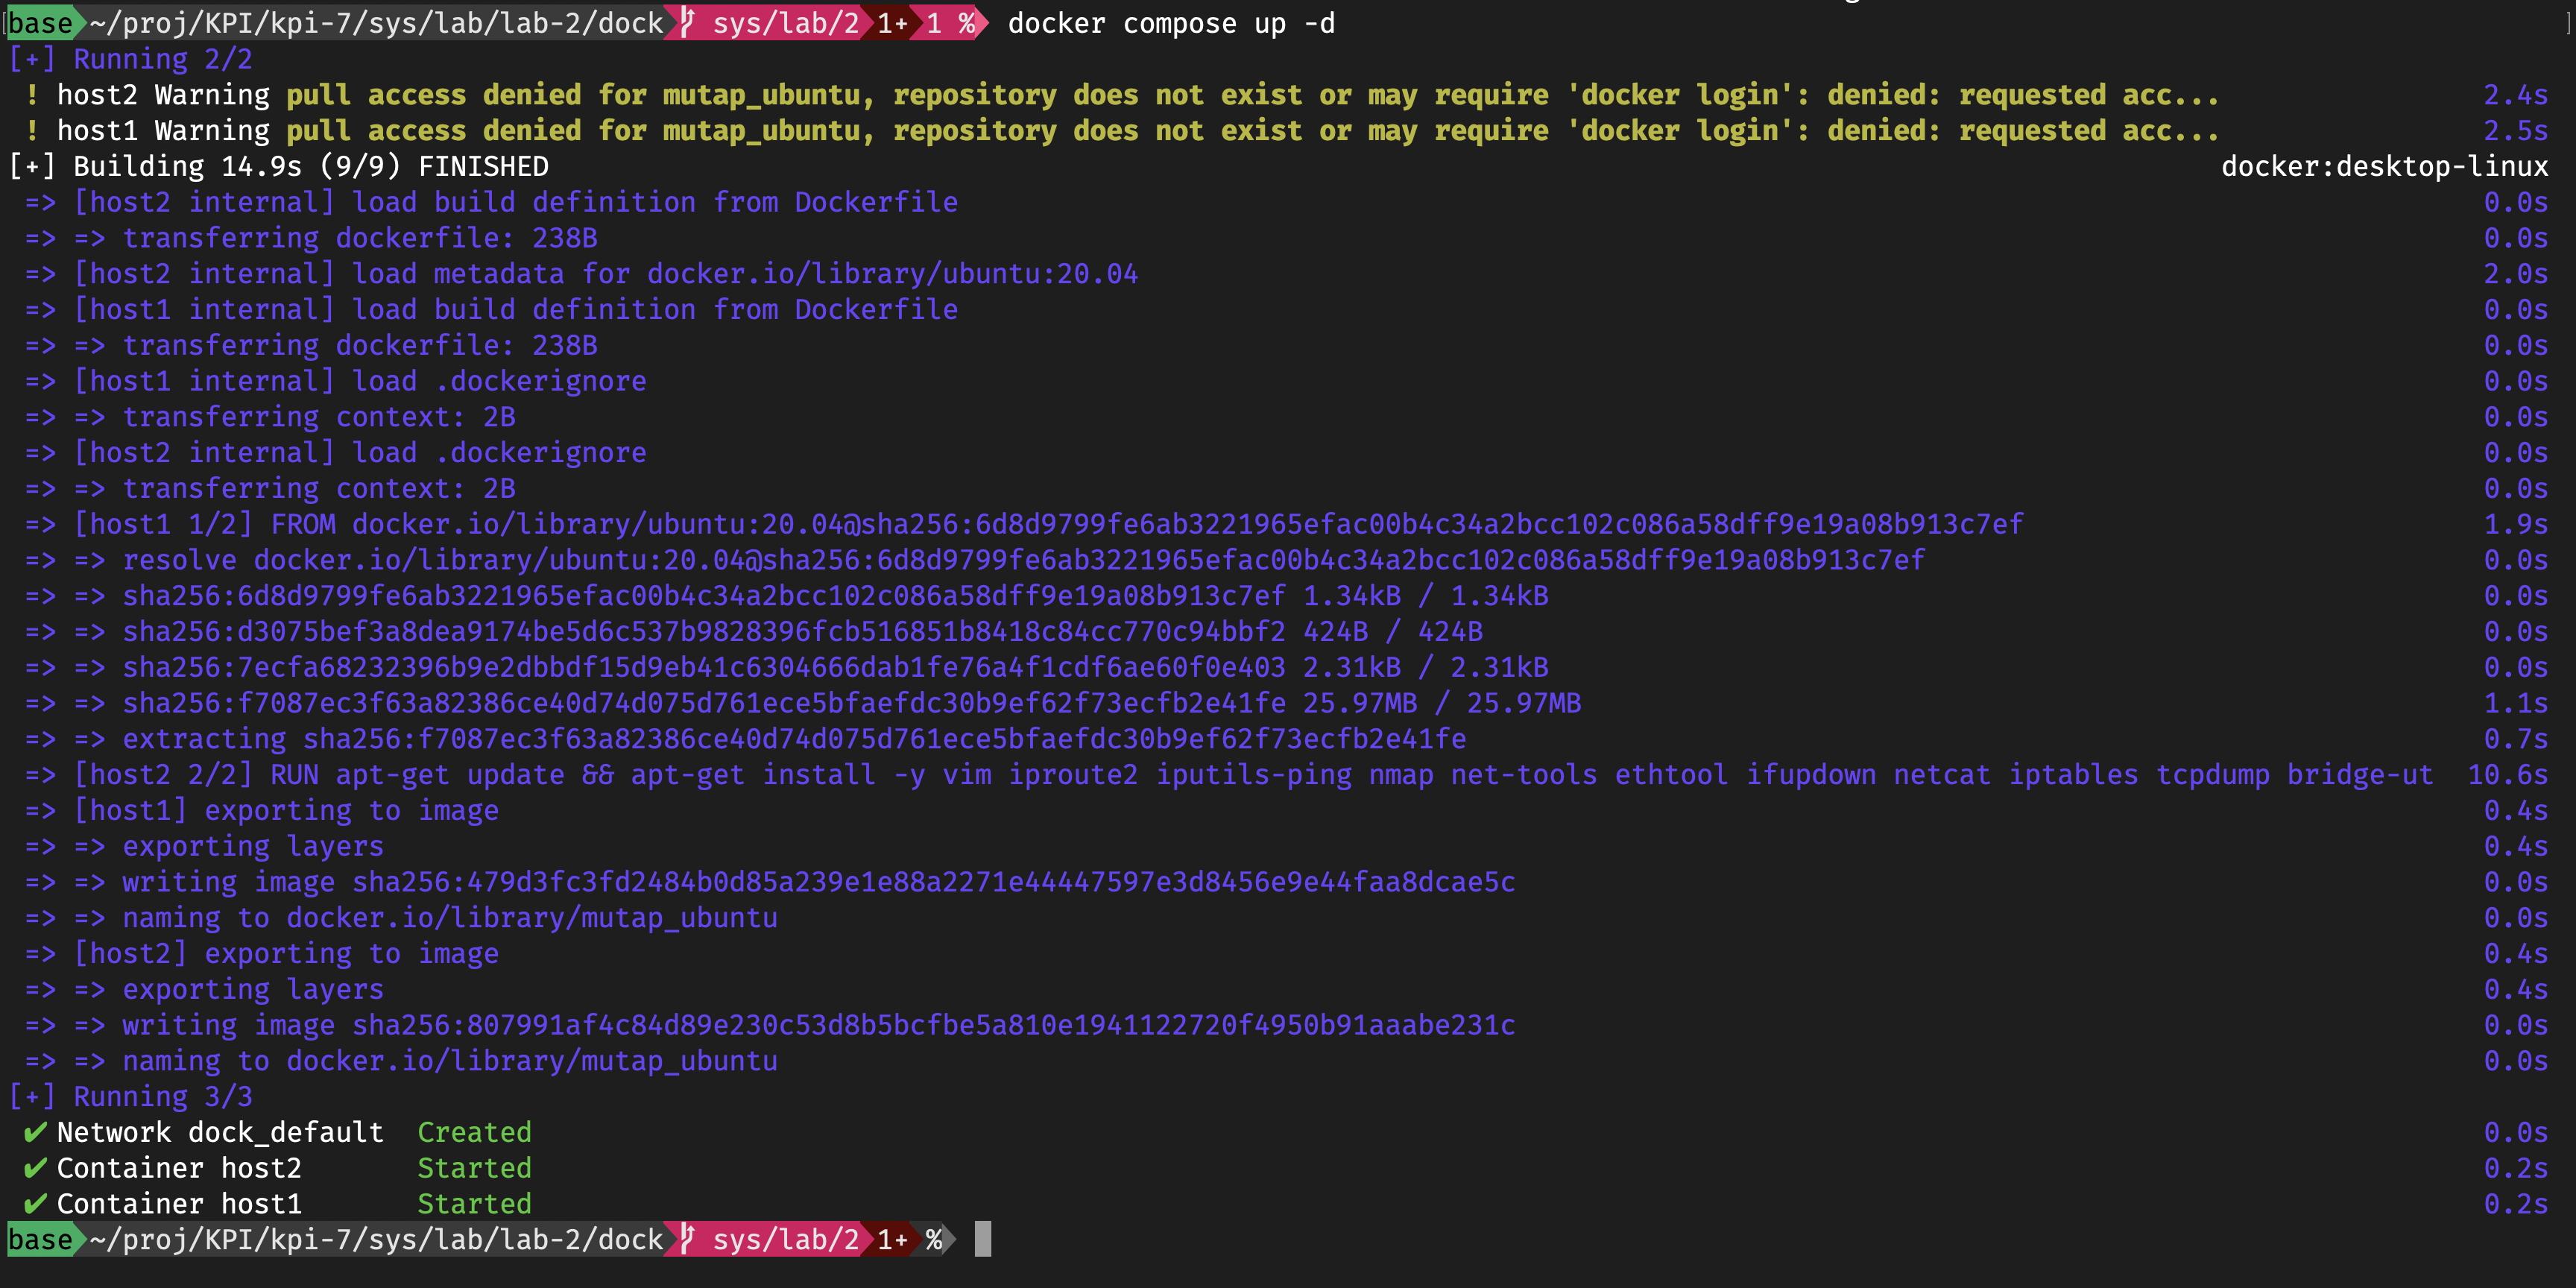 base ~/proj/KPI/kpi-7/sys/lab/lab-2/dock sys/lab/2 1+ 1 % docker compose up -d
[+] Running 2/2
! host2 Warning pull access denied for mutap_ubuntu, repository does not exist or may require 'docker login': denied: requested acc... 2.4s
! host1 Warning pull access denied for mutap_ubuntu, repository does not exist or may require 'docker login': denied: requested acc... 2.5s
[+] Building 14.9s (9/9) FINISHED docker:desktop-linux
=> [host2 internal] load build definition from Dockerfile 0.0s
=> => transferring dockerfile: 238B 0.0s
=> [host2 internal] load metadata for docker.io/library/ubuntu:20.04 2.0s
=> [host1 internal] load build definition from Dockerfile 0.0s
=> => transferring dockerfile: 238B 0.0s
=> [host1 internal] load .dockerignore 0.0s
=> => transferring context: 2B 0.0s
=> [host2 internal] load .dockerignore 0.0s
=> => transferring context: 2B 0.0s
=> [host1 1/2] FROM docker.io/library/ubuntu:20.04@sha256:6d8d9799fe6ab3221965efac00b4c34a2bcc102c086a58dff9e19a08b913c7ef 1.9s
=> => resolve docker.io/library/ubuntu:20.04@sha256:6d8d9799fe6ab3221965efac00b4c34a2bcc102c086a58dff9e19a08b913c7ef 0.0s
=> => sha256:6d8d9799fe6ab3221965efac00b4c34a2bcc102c086a58dff9e19a08b913c7ef 1.34kB / 1.34kB 0.0s
=> => sha256:d3075bef3a8dea9174be5d6c537b9828396fcb516851b8418c84cc770c94bbf2 424B / 424B 0.0s
=> => sha256:7ecfa68232396b9e2dbbdf15d9eb41c6304666dab1fe76a4f1cdf6ae60f0e403 2.31kB / 2.31kB 0.0s
=> => sha256:f7087ec3f63a82386ce40d74d075d761ece5bfaefdc30b9ef62f73ecfb2e41fe 25.97MB / 25.97MB 1.1s
=> => extracting sha256:f7087ec3f63a82386ce40d74d075d761ece5bfaefdc30b9ef62f73ecfb2e41fe 0.7s
=> [host2 2/2] RUN apt-get update && apt-get install -y vim iproute2 iputils-ping nmap net-tools ethtool ifupdown netcat iptables tcpdump bridge-ut 10.6s
=> [host1] exporting to image 0.4s
=> => exporting layers 0.4s
=> => writing image sha256:479d3fc3fd2484b0d85a239e1e88a2271e44447597e3d8456e9e44faa8dcae5c 0.0s
=> => naming to docker.io/library/mutap_ubuntu 0.0s
=> [host2] exporting to image 0.4s
=> => exporting layers 0.4s
=> => writing image sha256:807991af4c84d89e230c53d8b5bcfbe5a810e1941122720f4950b91aaabe231c 0.0s
=> => naming to docker.io/library/mutap_ubuntu 0.0s
[+] Running 3/3
✔ Network dock_default Created 0.0s
✔ Container host2 Started 0.2s
✔ Container host1 Started 0.2s
base ~/proj/KPI/kpi-7/sys/lab/lab-2/dock sys/lab/2 1+ %